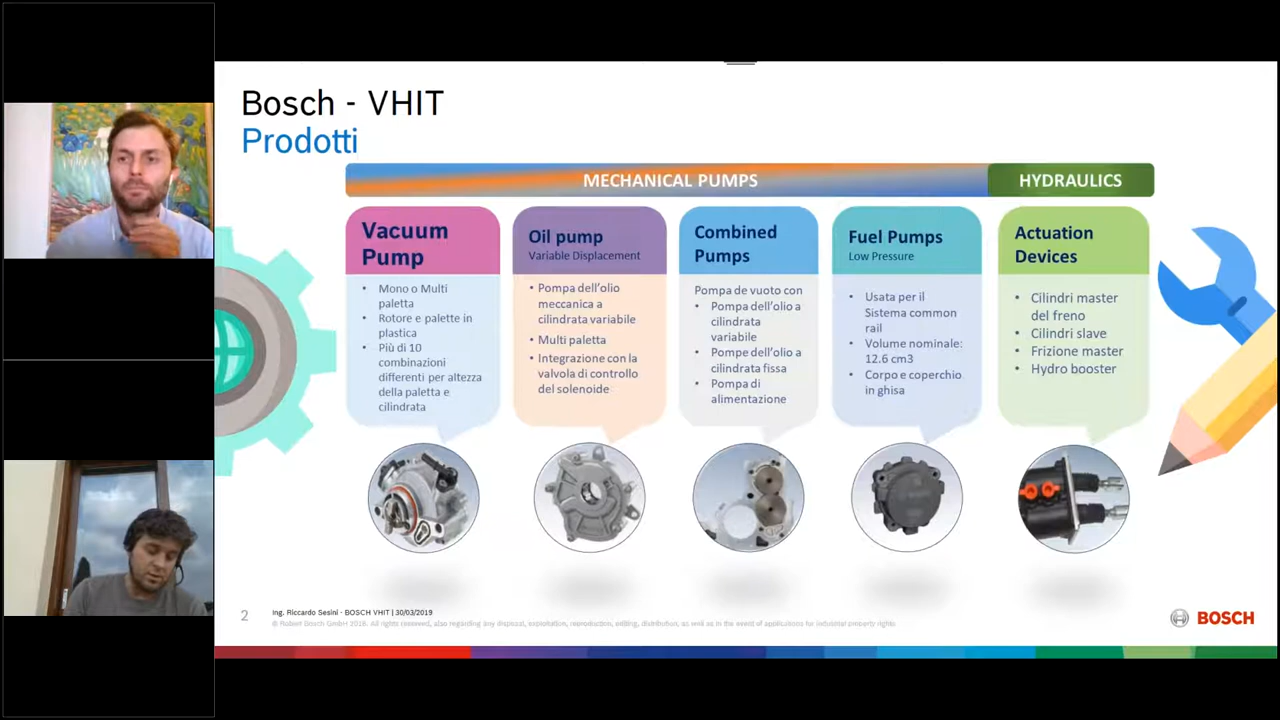 Bosch - VHIT
Prodotti
MECHANICAL PUMPS
HYDRAULICS
Vacuum
Pump
• Mono o Multi
paletta
• Rotore e palette in
plastica
• Più di 10
combinazioni
differenti per altezza
della paletta e
cilindrata
Oil pump
Variable Displacement
• Pompa dell'olio
meccanica a
cilindrata variabile
• Multi paletta
• Integrazione con la
valvola di controllo
del solenoide
Combined
Pumps
Pompa de vuoto con
• Pompa dell'olio a
cilindrata
variabile
• Pompe dell'olio a
cilindrata fissa
• Pompa di
alimentazione
Fuel Pumps
Low Pressure
• Usata per il
Sistema common
rail
• Volume nominale:
12.6 cm3
• Corpo e coperchio
in ghisa
Actuation
Devices
• Cilindri master
del freno
• Cilindri slave
• Frizione master
• Hydro booster
2
Ing. Riccardo Sesini - BOSCH VHIT | 30/03/2019
© Robert Bosch GmbH 2018. All rights reserved, also regarding any disposal, exploitation, reproduction, editing, distribution, as well as in the event of applications for industrial property rights.
BOSCH